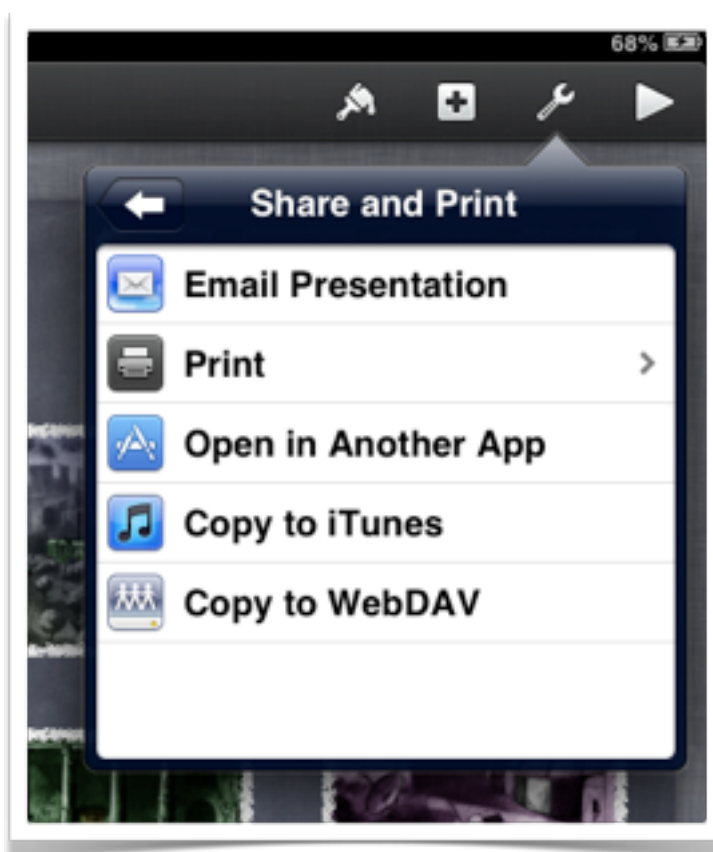 68%
Share and Print
Email Presentation
Print
Open in Another App
Copy to iTunes
Copy to WebDAV